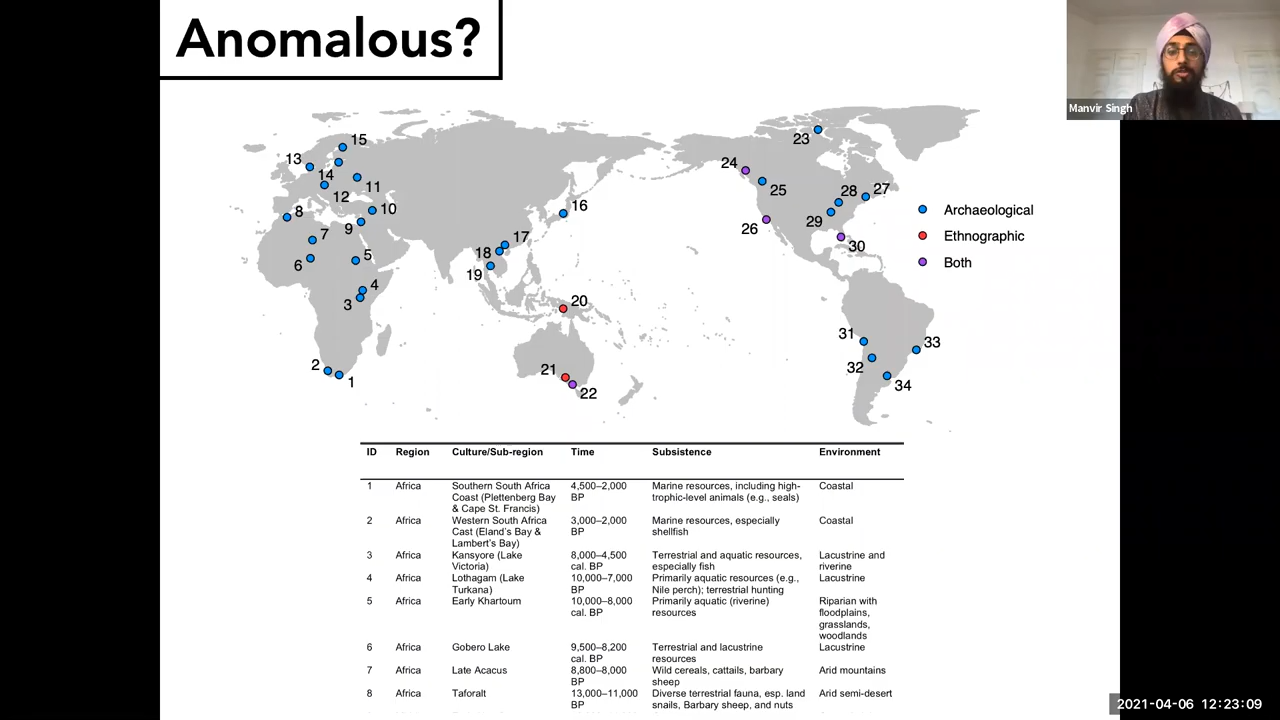 Anomalous?
Manvir Singh
15
13
14
11
12
8
10
9
7
5
6
4
3
2
1
16
17
18
19
20
21
22
23
24
25
26
28
27
29
30
31
33
32
34
Archaeological
Ethnographic
Both
ID Region Culture/Sub-region Time Subsistence Environment
1 Africa Southern South Africa 4,500–2,000 Marine resources, including high- Coastal
Coast (Plettenberg Bay BP trophic-level animals (e.g., seals)
& Cape St. Francis)
2 Africa Western South Africa 3,000–2,000 Marine resources, especially Coastal
Cast (Eland's Bay & BP shellfish
Lambert's Bay)
3 Africa Kansyore (Lake 8,000–4,500 Terrestrial and aquatic resources, Lacustrine and
Victoria) cal. BP especially fish riverine
4 Africa Lothagam (Lake 10,000–7,000 Primarily aquatic resources (e.g., Lacustrine
Turkana) BP Nile perch); terrestrial hunting
5 Africa Early Khartoum 10,000–8,000 Primarily aquatic (riverine) Riparian with
cal. BP resources floodplains,
grasslands,
woodlands
6 Africa Gobero Lake 9,500–8,200 Terrestrial and lacustrine Lacustrine
cal. BP resources
7 Africa Late Acacus 8,800–8,000 Wild cereals, cattails, barbary Arid mountains
BP sheep
8 Africa Taforalt 13,000–11,000 Diverse terrestrial fauna, esp. land Arid semi-desert
BP snails, Barbary sheep, and nuts
2021-04-06 12:23:09